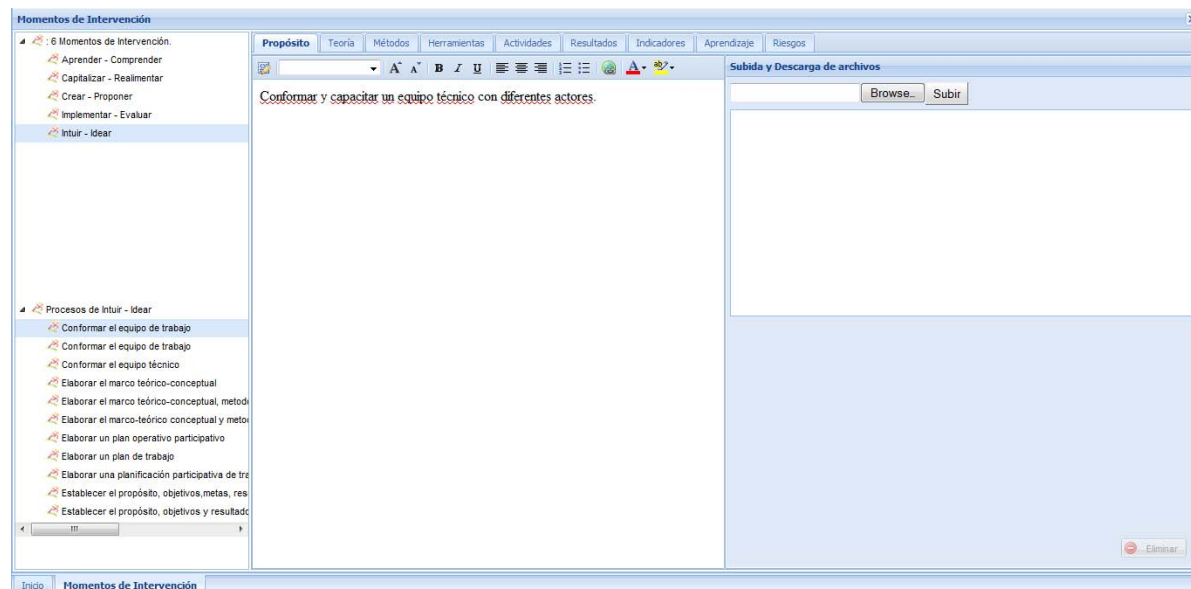 Momentos de Intervención
: 6 Momentos de Intervención.
Aprender - Comprender
Capitalizar - Realimentar
Crear - Proponer
Implementar - Evaluar
Intuir - Idear
Procesos de Intuir - Idear
Conformar el equipo de trabajo
Conformar el equipo de trabajo
Conformar el equipo técnico
Elaborar el marco teórico-conceptual
Elaborar el marco teórico-conceptual, metod
Elaborar el marco-teórico conceptual y meto
Elaborar un plan operativo participativo
Elaborar un plan de trabajo
Elaborar una planificación participativa de tra
Establecer el propósito, objetivos,metas, res
Establecer el propósito, objetivos y resultado
Propósito Teoría Métodos Herramientas Actividades Resultados Indicadores Aprendizaje Riesgos
A A B I U A ab
Conformar y capacitar un equipo técnico con diferentes actores.
Subida y Descarga de archivos
Browse... Subir
Eliminar
Inicio Momentos de Intervención